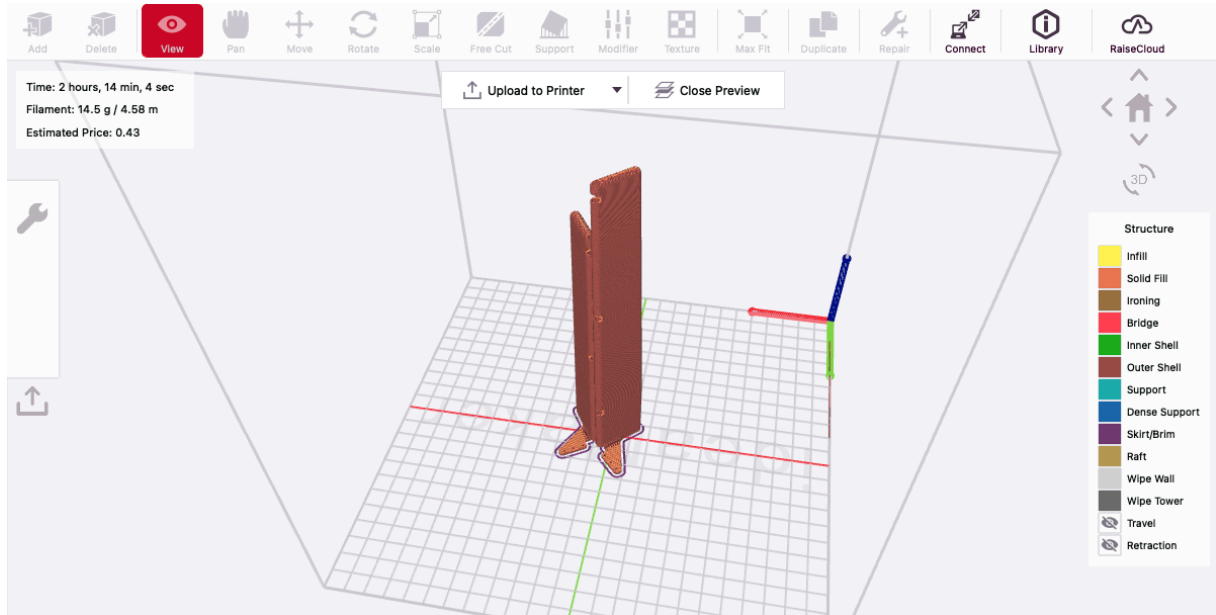 Add
Delete
View
Pan
Move
Rotate
Scale
Free Cut
Support
Modifier
Texture
Max Fit
Duplicate
Repair
Connect
Library
RaiseCloud
Time: 2 hours, 14 min, 4 sec
Filament: 14.5 g / 4.58 m
Estimated Price: 0.43
Upload to Printer
Close Preview
3D
Structure
Infill
Solid Fill
Ironing
Bridge
Inner Shell
Outer Shell
Support
Dense Support
Skirt/Brim
Raft
Wipe Wall
Wipe Tower
Travel
Retraction